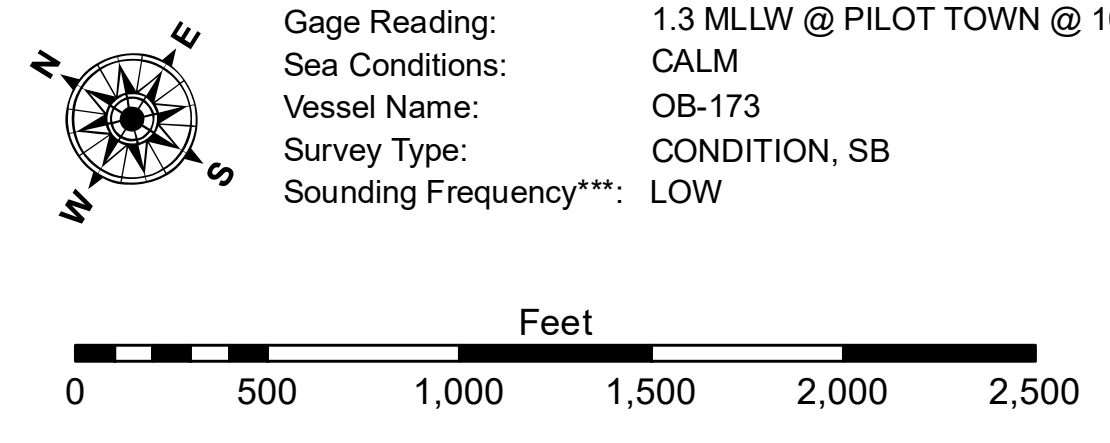 N
E
S
W
Gage Reading: 1.3 MLLW @ PILOT TOWN @
Sea Conditions: CALM
Vessel Name: OB-173
Survey Type: CONDITION, SB
Sounding Frequency***: LOW
Feet
0 500 1,000 1,500 2,000 2,500